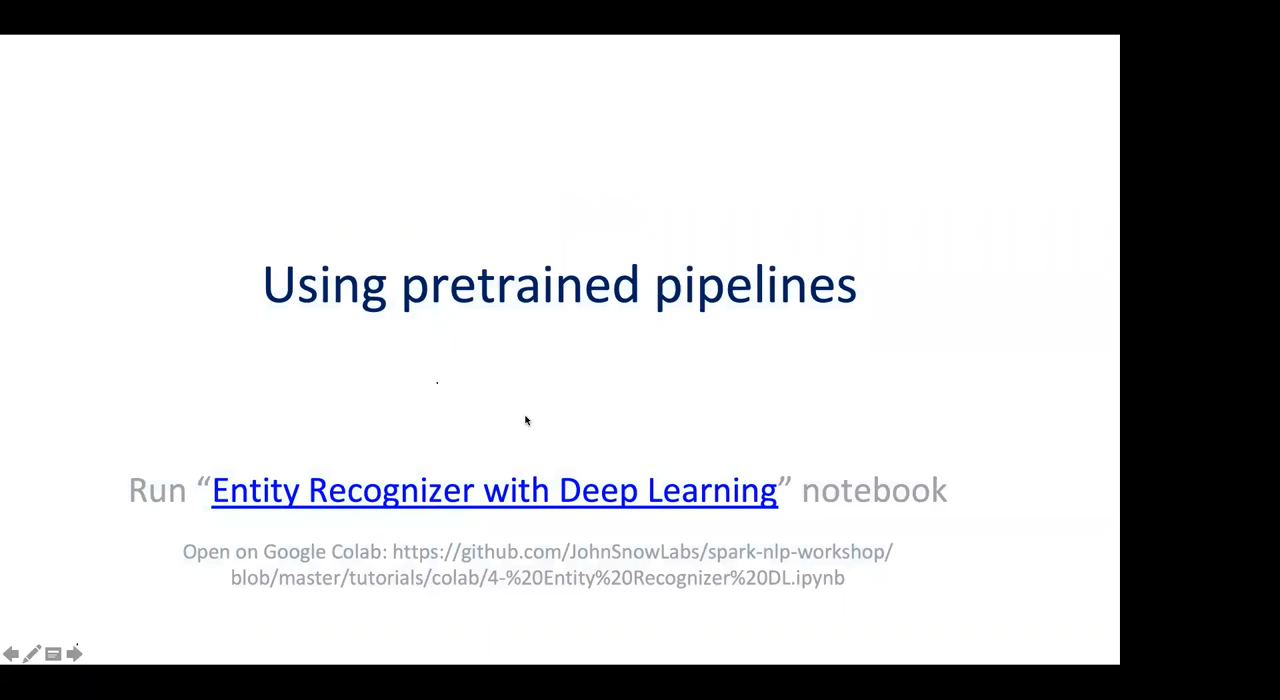 Using pretrained pipelines
Run “Entity Recognizer with Deep Learning” notebook
Open on Google Colab: https://github.com/JohnSnowLabs/spark-nlp-workshop/
blob/master/tutorials/colab/4-%20Entity%20Recognizer%20DL.ipynb